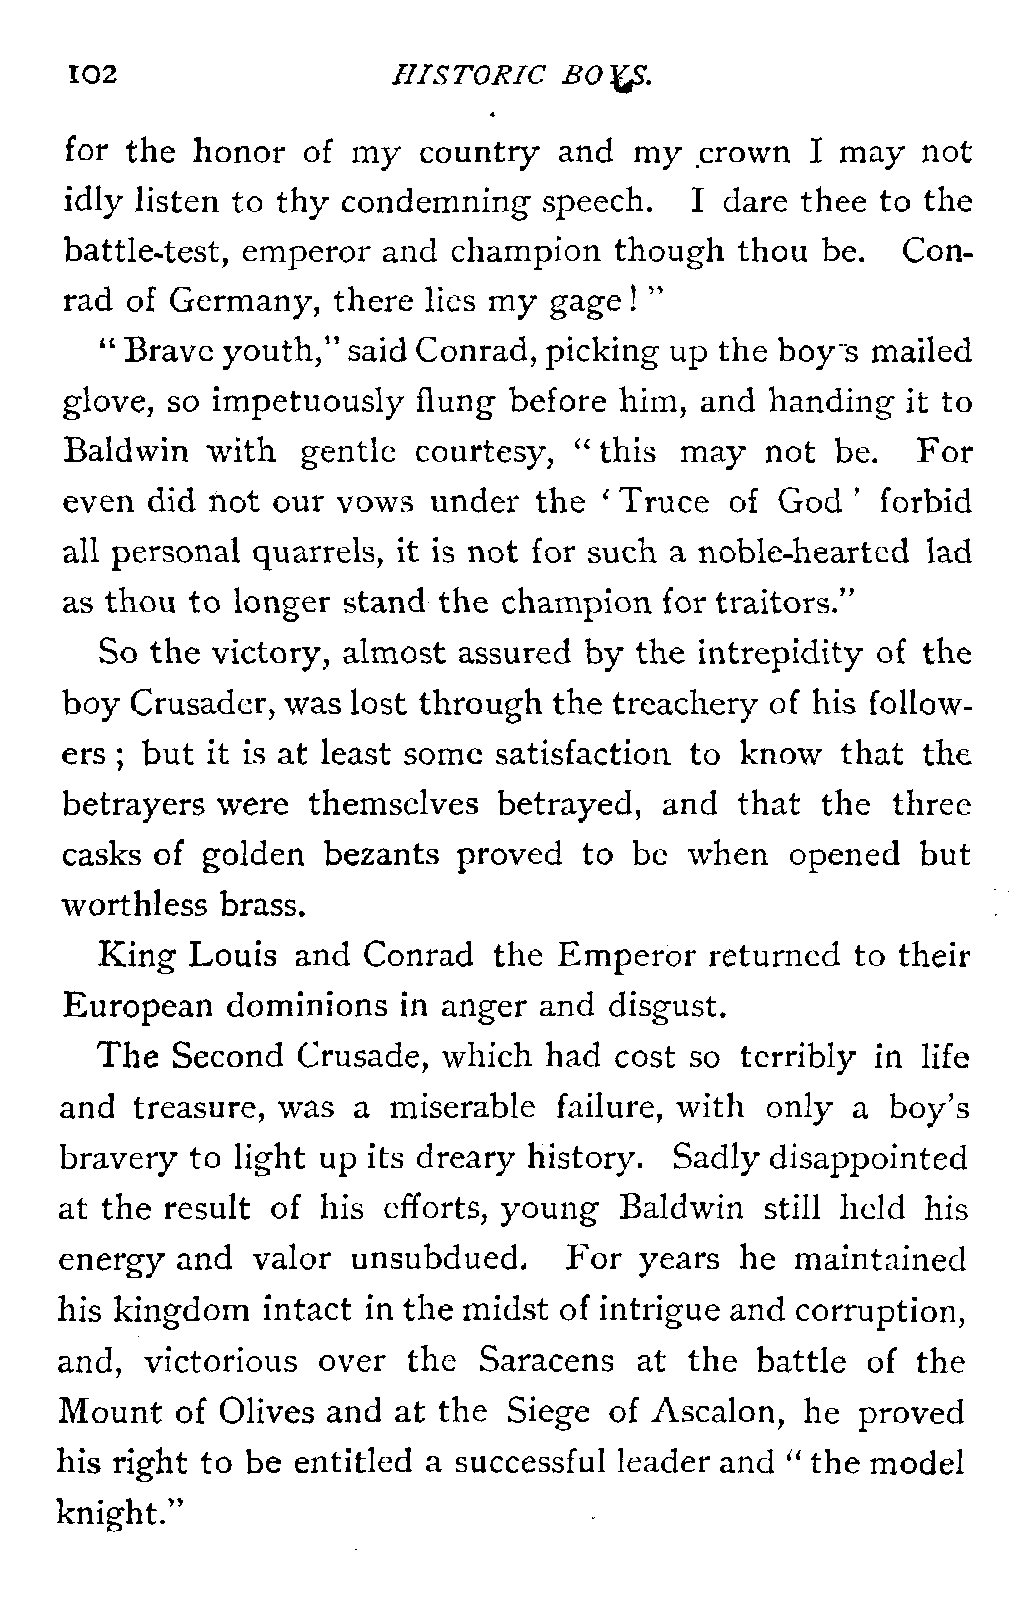 102 HISTORIC BOYS.
for the honor of my country and my crown I may not
idly listen to thy condemning speech. I dare thee to the
battle-test, emperor and champion though thou be. Con-
rad of Germany, there lies my gage! "
" Brave youth," said Conrad, picking up the boy's mailed
glove, so impetuously flung before him, and handing it to
Baldwin with gentle courtesy, " this may not be. For
even did not our vows under the ' Truce of God ' forbid
all personal quarrels, it is not for such a noble-hearted lad
as thou to longer stand the champion for traitors."
So the victory, almost assured by the intrepidity of the
boy Crusader, was lost through the treachery of his follow-
ers ; but it is at least some satisfaction to know that the
betrayers were themselves betrayed, and that the three
casks of golden bezants proved to be when opened but
worthless brass.
King Louis and Conrad the Emperor returned to their
European dominions in anger and disgust.
The Second Crusade, which had cost so terribly in life
and treasure, was a miserable failure, with only a boy's
bravery to light up its dreary history. Sadly disappointed
at the result of his efforts, young Baldwin still held his
energy and valor unsubdued. For years he maintained
his kingdom intact in the midst of intrigue and corruption,
and, victorious over the Saracens at the battle of the
Mount of Olives and at the Siege of Ascalon, he proved
his right to be entitled a successful leader and " the model
knight."